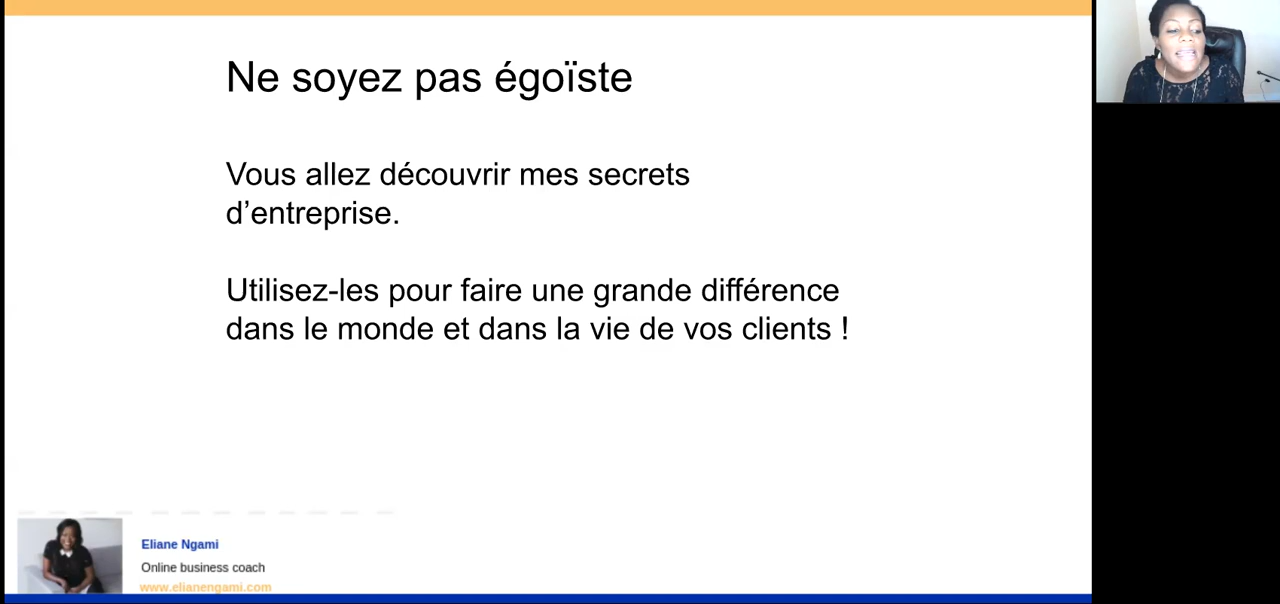 Ne soyez pas égoïste
Vous allez découvrir mes secrets
d’entreprise.
Utilisez-les pour faire une grande différence
dans le monde et dans la vie de vos clients !
Eliane Ngami
Online business coach
www.elianengami.com